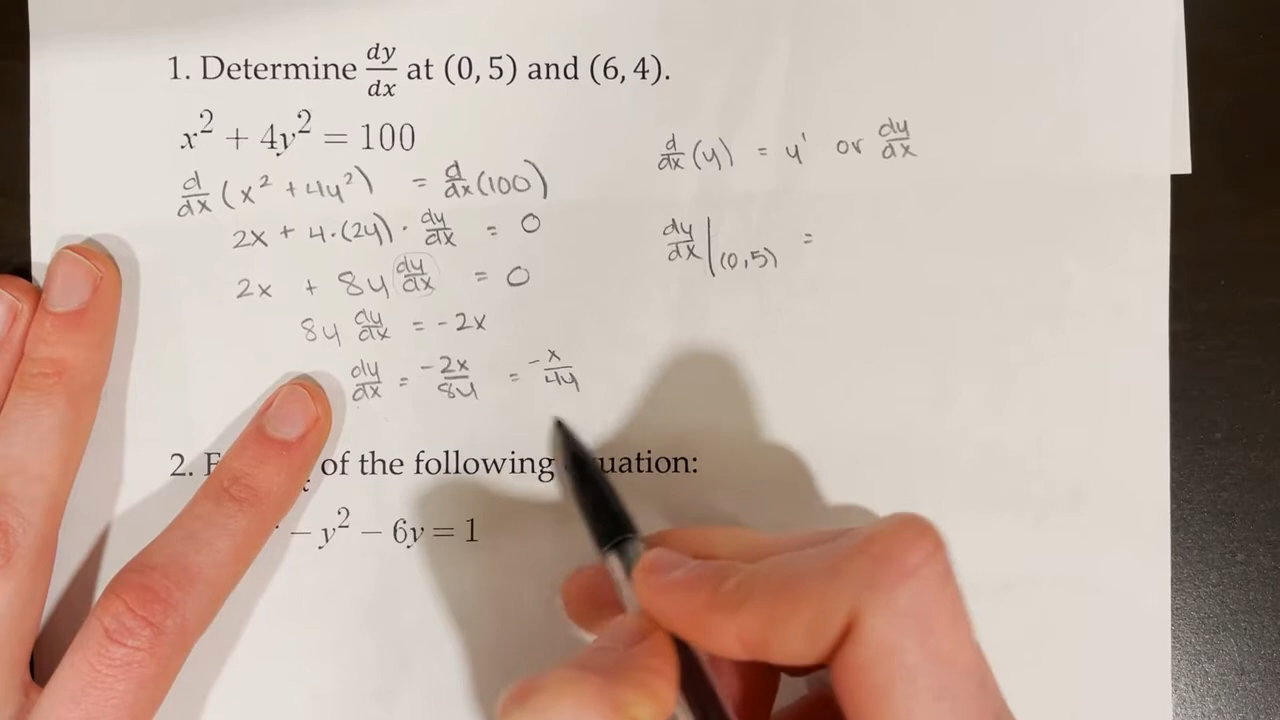 1. Determine dy/dx at (0, 5) and (6, 4).
x² + 4y² = 100
d/dx (x² + 4y²) = d/dx (100)
2x + 4·(2y) · dy/dx = 0
2x + 8y dy/dx = 0
8y dy/dx = -2x
dy/dx = -2x/8y = -x/4y
d/dx (y) = y' or dy/dx
dy/dx |(0,5) =
2. of the following equation:
- y² - 6y = 1